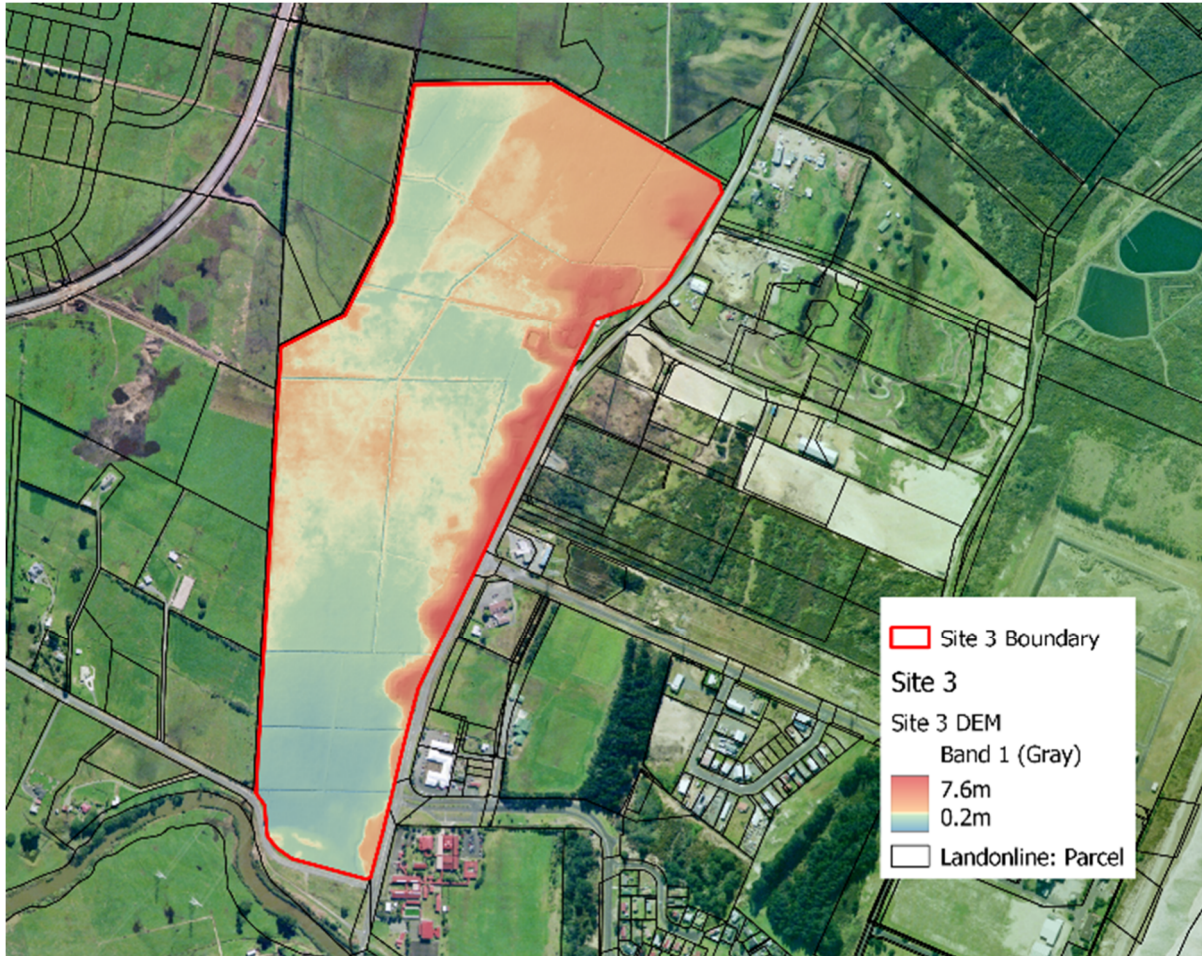 Site 3 Boundary
Site 3
Site 3 DEM
Band 1 (Gray)
7.6m
0.2m
Landonline: Parcel